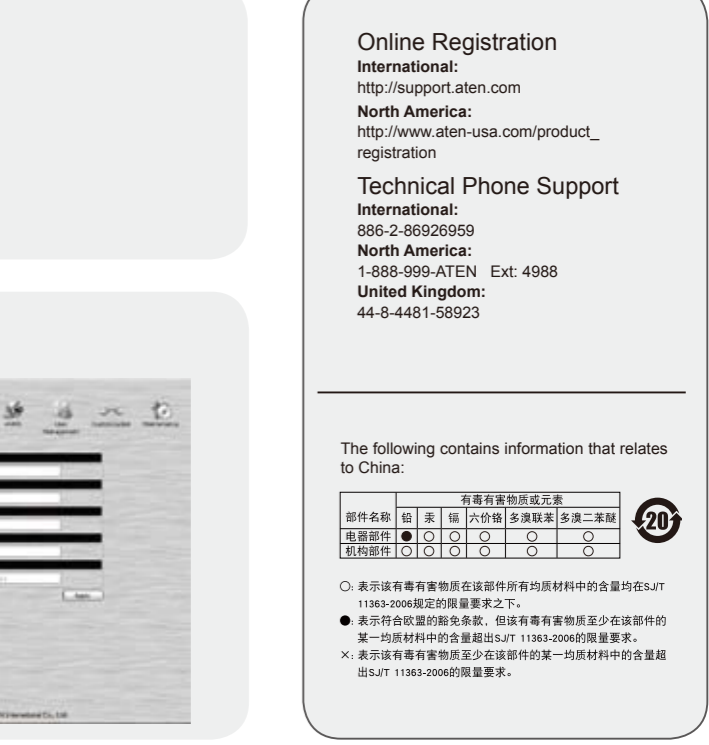 Online Registration
International:
http://support.aten.com
North America:
http://www.aten-usa.com/product_
registration
Technical Phone Support
International:
886-2-86926959
North America:
1-888-999-ATEN Ext: 4988
United Kingdom:
44-8-4481-58923
The following contains information that relates
to China:
有毒有害物质或元素
部件名称 铅 汞 镉 六价铬 多溴联苯 多溴二苯醚
电器部件 ● ○ ○ ○ ○ ○
机构部件 ○ ○ ○ ○ ○ ○
20
○: 表示该有毒有害物质在该部件所有均质材料中的含量均在SJ/T
11363-2006规定的限量要求之下。
●: 表示符合欧盟的豁免条款，但该有毒有害物质至少在该部件的
某一均质材料中的含量超出SJ/T 11363-2006的限量要求。
×: 表示该有毒有害物质至少在该部件的某一均质材料中的含量超
出SJ/T 11363-2006的限量要求。